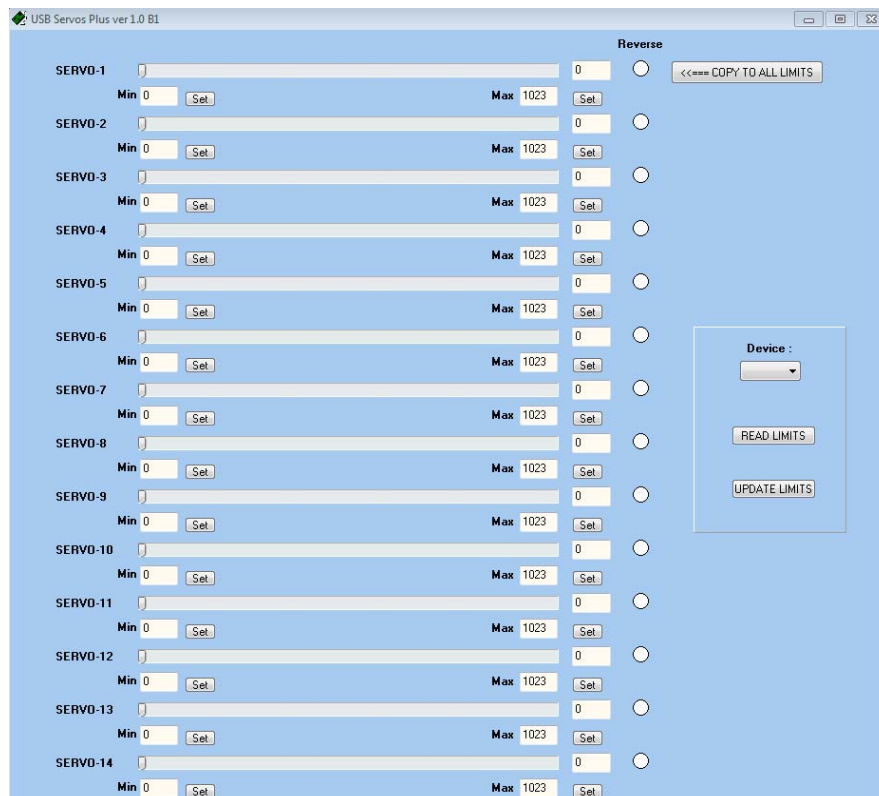 USB Servos Plus ver 1.0 B1
Reverse
SERVO-1 0 <<=== COPY TO ALL LIMITS
Min 0 Set Max 1023 Set
SERVO-2 0
Min 0 Set Max 1023 Set
SERVO-3 0
Min 0 Set Max 1023 Set
SERVO-4 0
Min 0 Set Max 1023 Set
SERVO-5 0
Min 0 Set Max 1023 Set
SERVO-6 0
Device :
Min 0 Set Max 1023 Set
SERVO-7 0
Min 0 Set Max 1023 Set
READ LIMITS
SERVO-8 0
Min 0 Set Max 1023 Set
UPDATE LIMITS
SERVO-9 0
Min 0 Set Max 1023 Set
SERVO-10 0
Min 0 Set Max 1023 Set
SERVO-11 0
Min 0 Set Max 1023 Set
SERVO-12 0
Min 0 Set Max 1023 Set
SERVO-13 0
Min 0 Set Max 1023 Set
SERVO-14 0
Min 0 Set Max 1023 Set